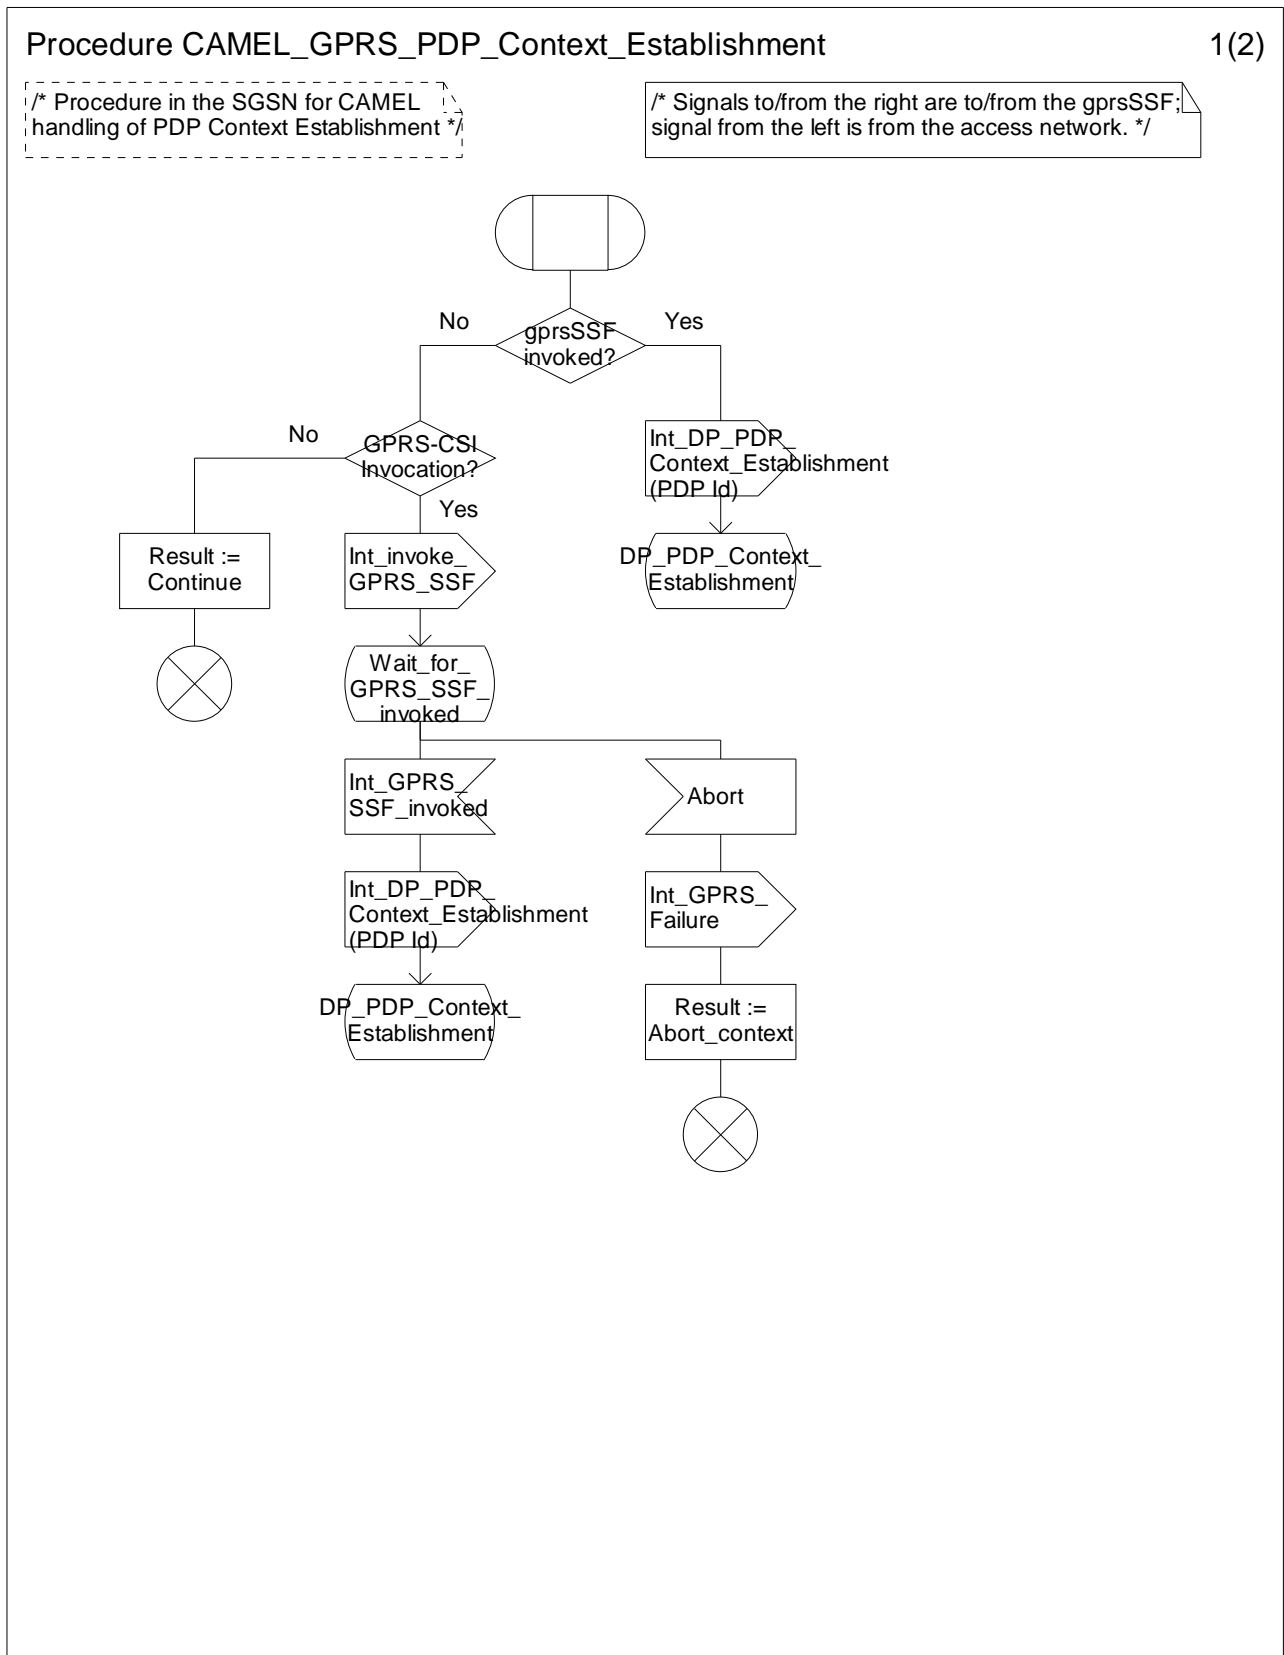 Procedure CAMEL_GPRS_PDP_Context_Establishment
1(2)
/* Procedure in the SGSN for CAMEL
handling of PDP Context Establishment */
/* Signals to/from the right are to/from the gprsSSF;
signal from the left is from the access network. */
gprsSSF
invoked?
No
Yes
GPRS-CSI
Invocation?
No
Yes
Int_DP_PDP_
Context_Establishment
(PDP Id)
Result :=
Continue
Int_invoke_
GPRS_SSF
DP_PDP_Context_
Establishment
Wait_for_
GPRS_SSF_
invoked
Int_GPRS_
SSF_invoked
Abort
Int_DP_PDP_
Context_Establishment
(PDP Id)
Int_GPRS_
Failure
DP_PDP_Context_
Establishment
Result :=
Abort_context